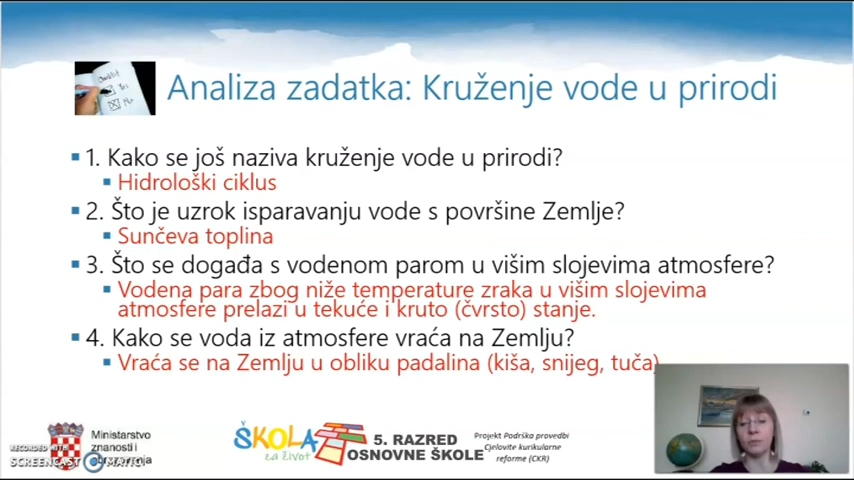 Analiza zadatka: Kruženje vode u prirodi
1. Kako se još naziva kruženje vode u prirodi?
Hidrološki ciklus
2. Što je uzrok isparavanju vode s površine Zemlje?
Sunčeva toplina
3. Što se događa s vodenom parom u višim slojevima atmosfere?
Vodena para zbog niže temperature zraka u višim slojevima
atmosfere prelazi u tekuće i kruto (čvrsto) stanje.
4. Kako se voda iz atmosfere vraća na Zemlju?
Vraća se na Zemlju u obliku padalina (kiša, snijeg, tuča)
Ministarstvo
znanosti i
RECORDED WITH
SCREENCAST MATIC
ŠKOLA
za život
5. RAZRED
OSNOVNE ŠKOLE
Projekt Podrška provedbi
Cjelovite kurikularne
reforme (CKR)